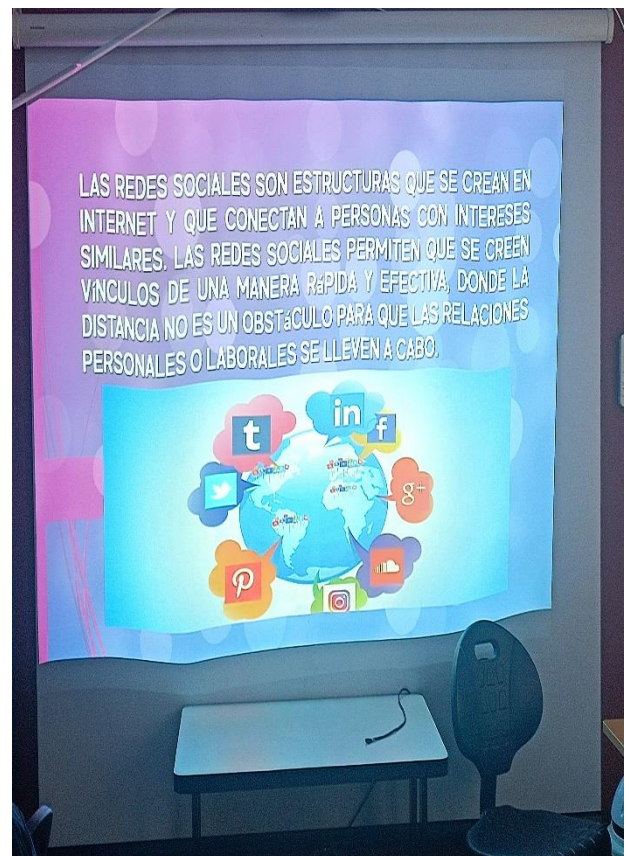 LAS REDES SOCIALES SON ESTRUCTURAS QUE SE CREAN EN
INTERNET Y QUE CONECTAN A PERSONAS CON INTERESES
SIMILARES. LAS REDES SOCIALES PERMITEN QUE SE CREEN
VíNCULOS DE UNA MANERA RáPIDA Y EFECTIVA, DONDE LA
DISTANCIA NO ES UN OBSTáCULO PARA QUE LAS RELACIONES
PERSONALES O LABORALES SE LLEVEN A CABO.
in
t
f
g+